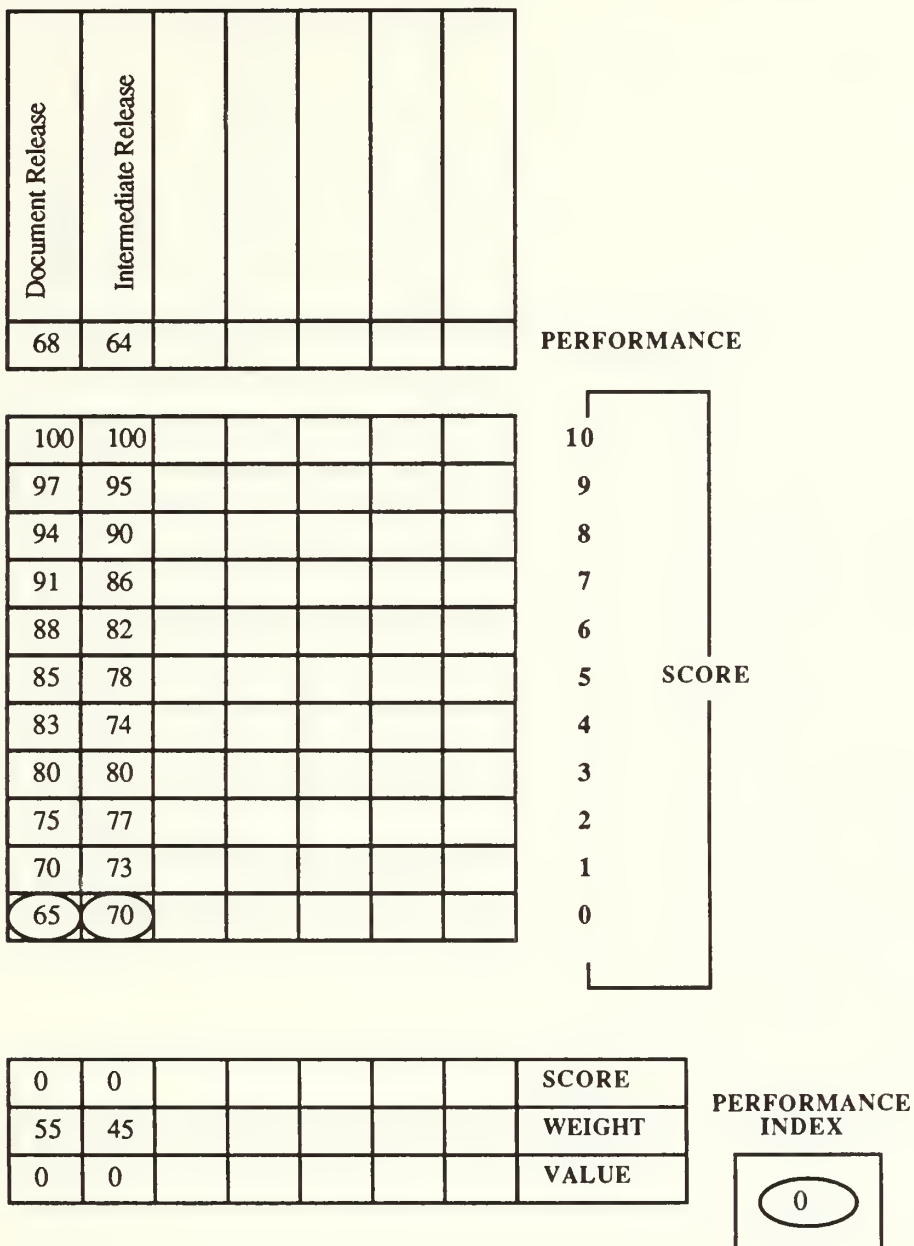 Document Release
Intermediate Release
68 64 PERFORMANCE
100 100 10
97 95 9
94 90 8
91 86 7
88 82 6
85 78 5 SCORE
83 74 4
80 80 3
75 77 2
70 73 1
65 70 0
0 0 SCORE
55 45 WEIGHT
0 0 VALUE
PERFORMANCE
INDEX
0